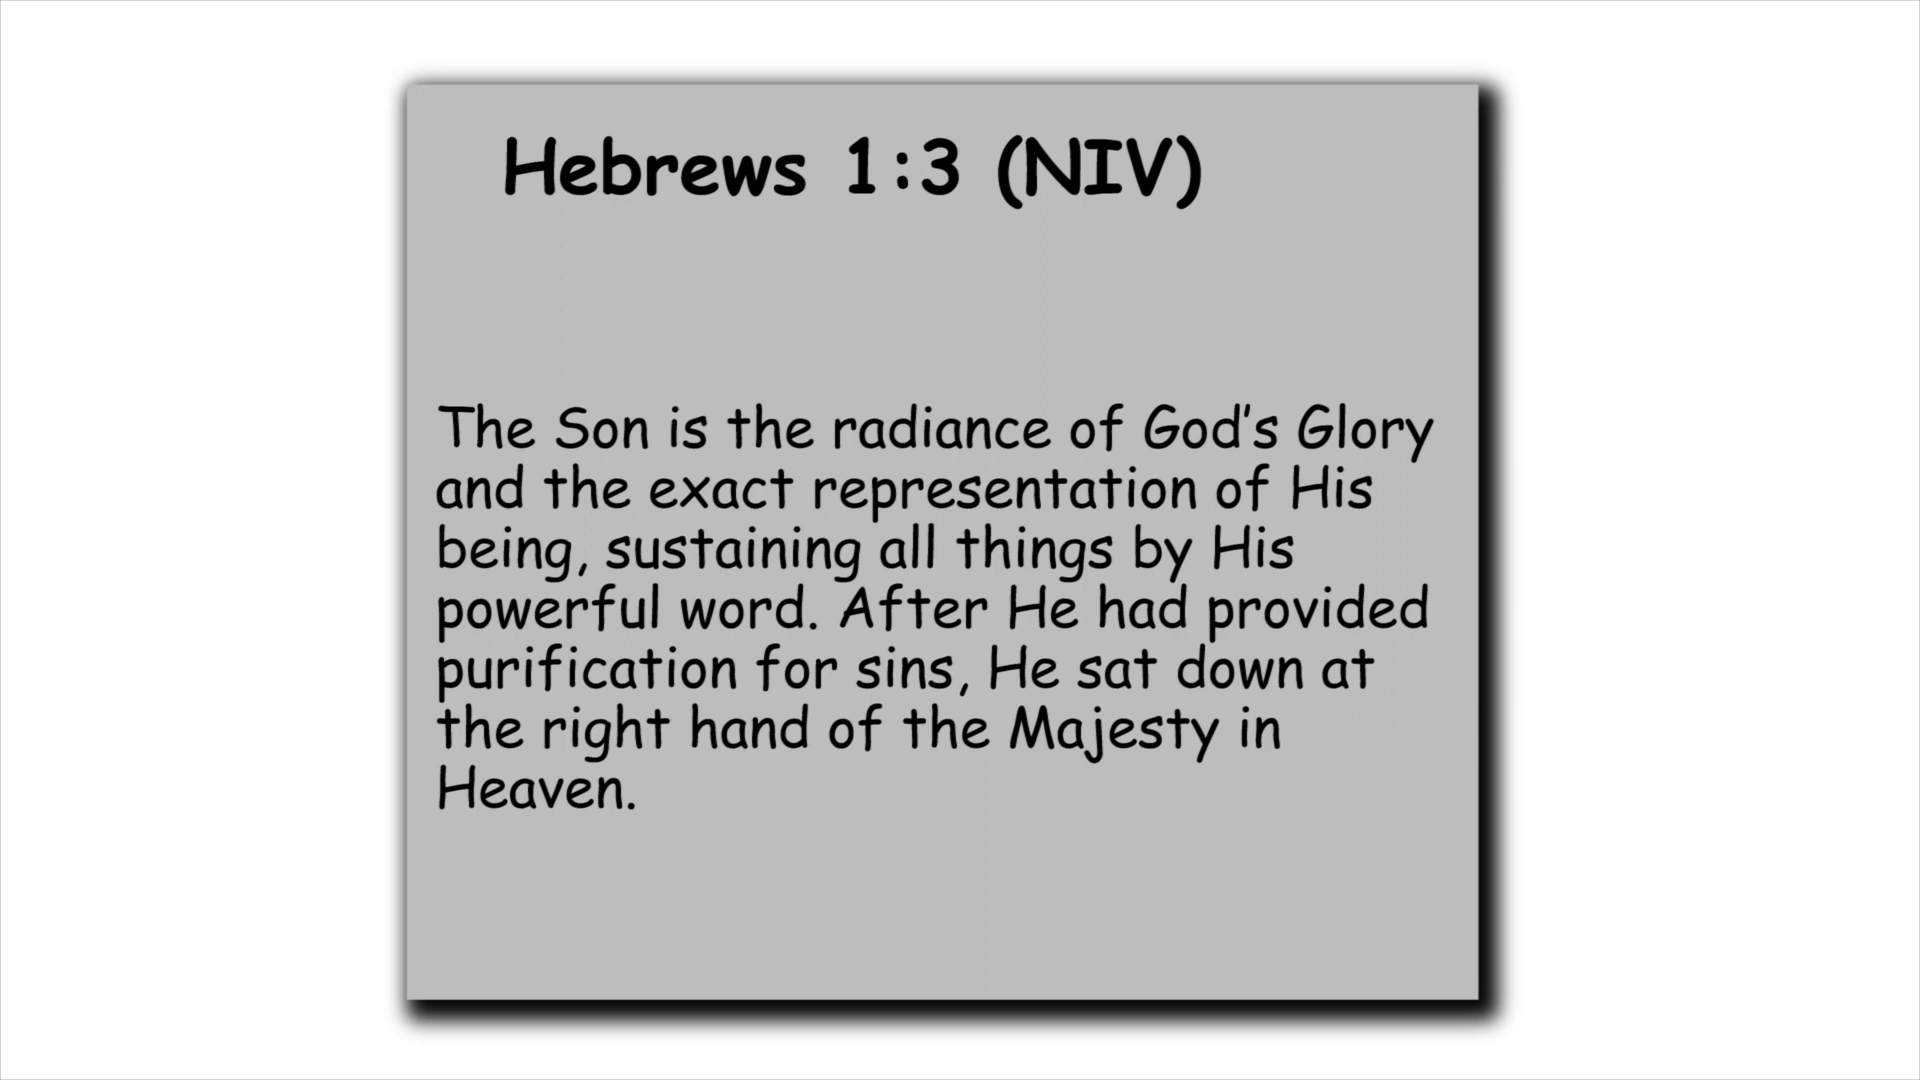 Hebrews 1:3 (NIV)
The Son is the radiance of God’s Glory
and the exact representation of His
being, sustaining all things by His
powerful word. After He had provided
purification for sins, He sat down at
the right hand of the Majesty in
Heaven.